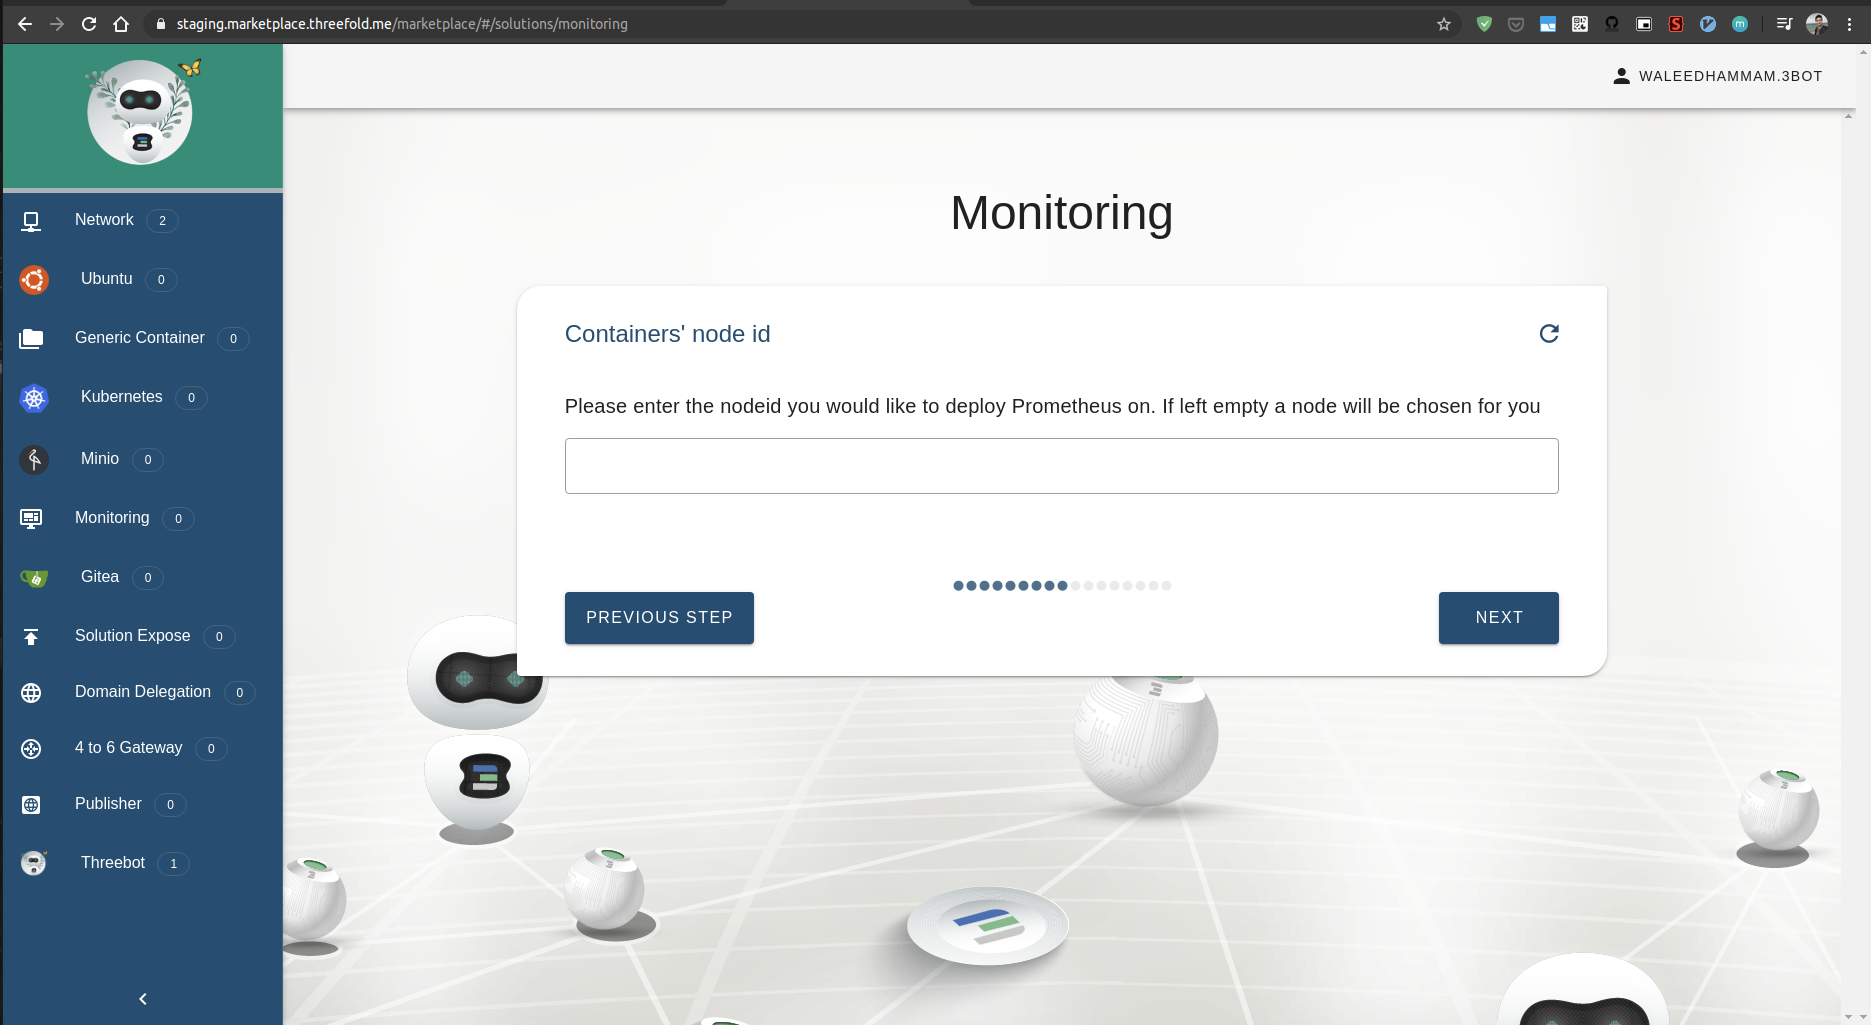 staging.marketplace.threefold.me/marketplace/#/solutions/monitoring
WALEEDHAMMAM.3BOT
Network 2
Ubuntu 0
Generic Container 0
Kubernetes 0
Minio 0
Monitoring 0
Gitea 0
Solution Expose 0
Domain Delegation 0
4 to 6 Gateway 0
Publisher 0
Threebot 1
Monitoring
Containers' node id
Please enter the nodeid you would like to deploy Prometheus on. If left empty a node will be chosen for you
PREVIOUS STEP
NEXT